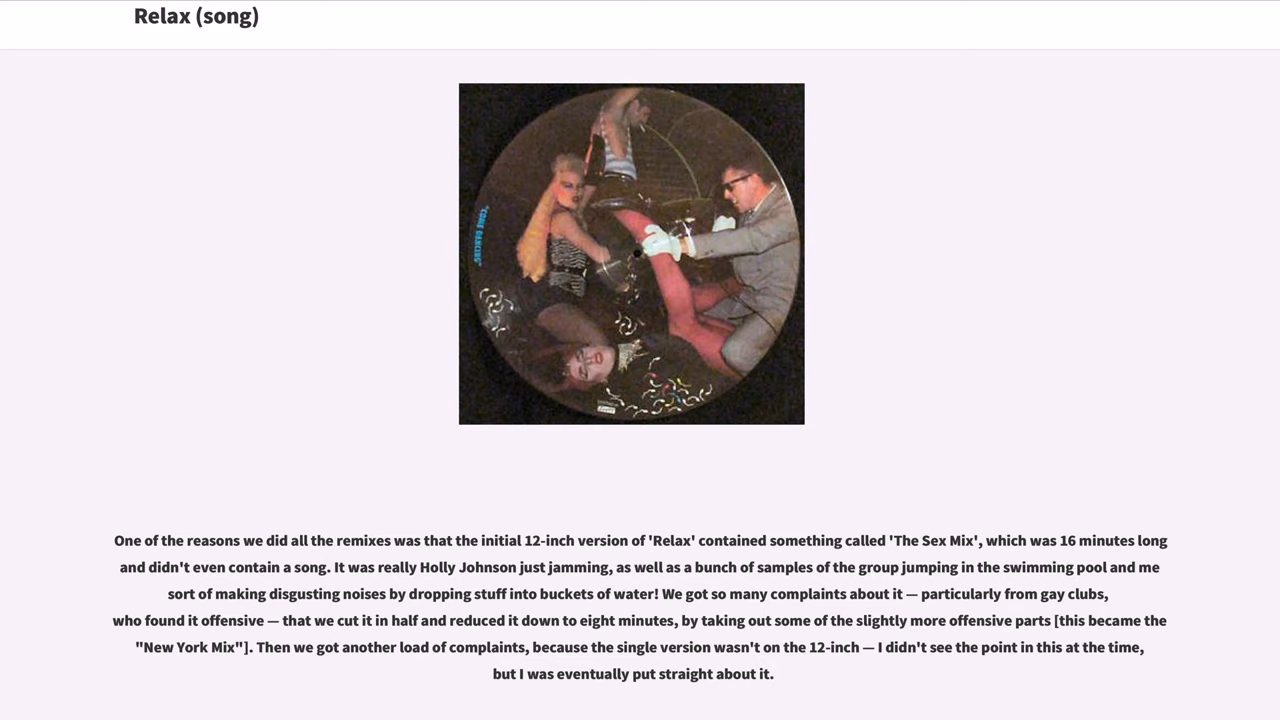 Relax (song)
"COME DANCING"
One of the reasons we did all the remixes was that the initial 12-inch version of 'Relax' contained something called 'The Sex Mix', which was 16 minutes long
and didn't even contain a song. It was really Holly Johnson just jamming, as well as a bunch of samples of the group jumping in the swimming pool and me
sort of making disgusting noises by dropping stuff into buckets of water! We got so many complaints about it — particularly from gay clubs,
who found it offensive — that we cut it in half and reduced it down to eight minutes, by taking out some of the slightly more offensive parts [this became the
"New York Mix"]. Then we got another load of complaints, because the single version wasn't on the 12-inch — I didn't see the point in this at the time,
but I was eventually put straight about it.